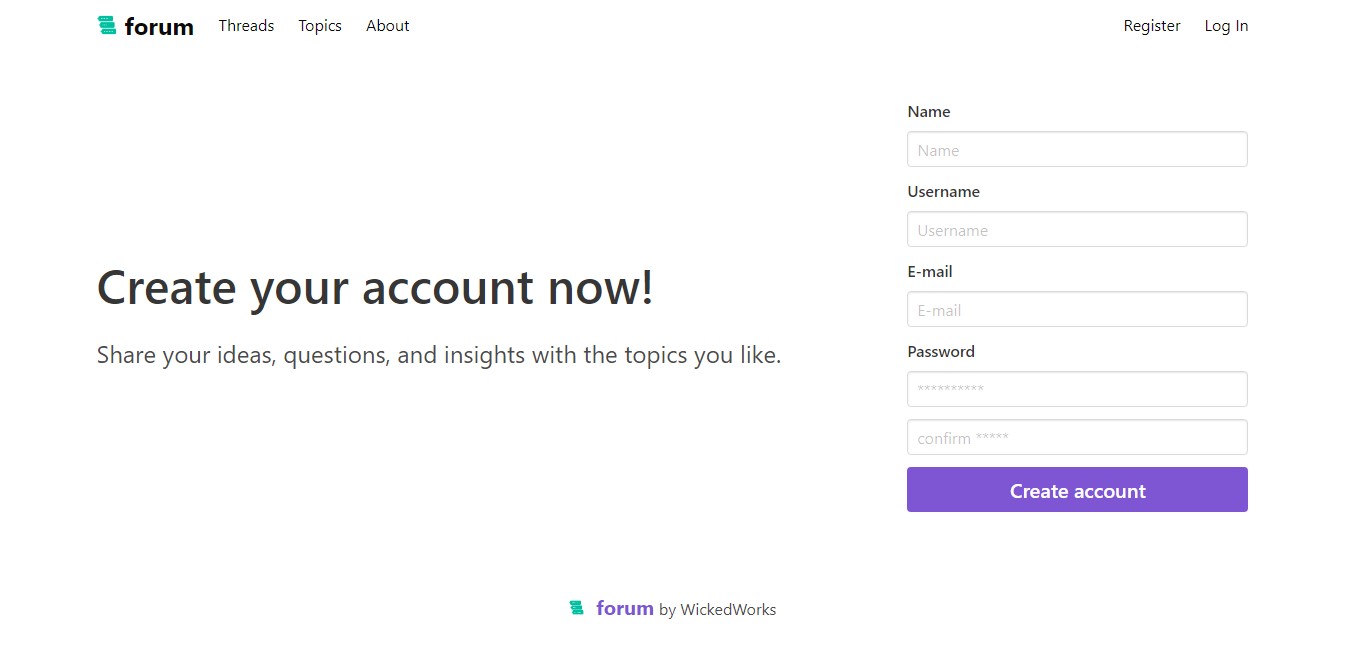 forum Threads Topics About Register Log In
Create your account now!
Share your ideas, questions, and insights with the topics you like.
Name
Name
Username
Username
E-mail
E-mail
Password
**********
confirm *****
Create account
forum by WickedWorks